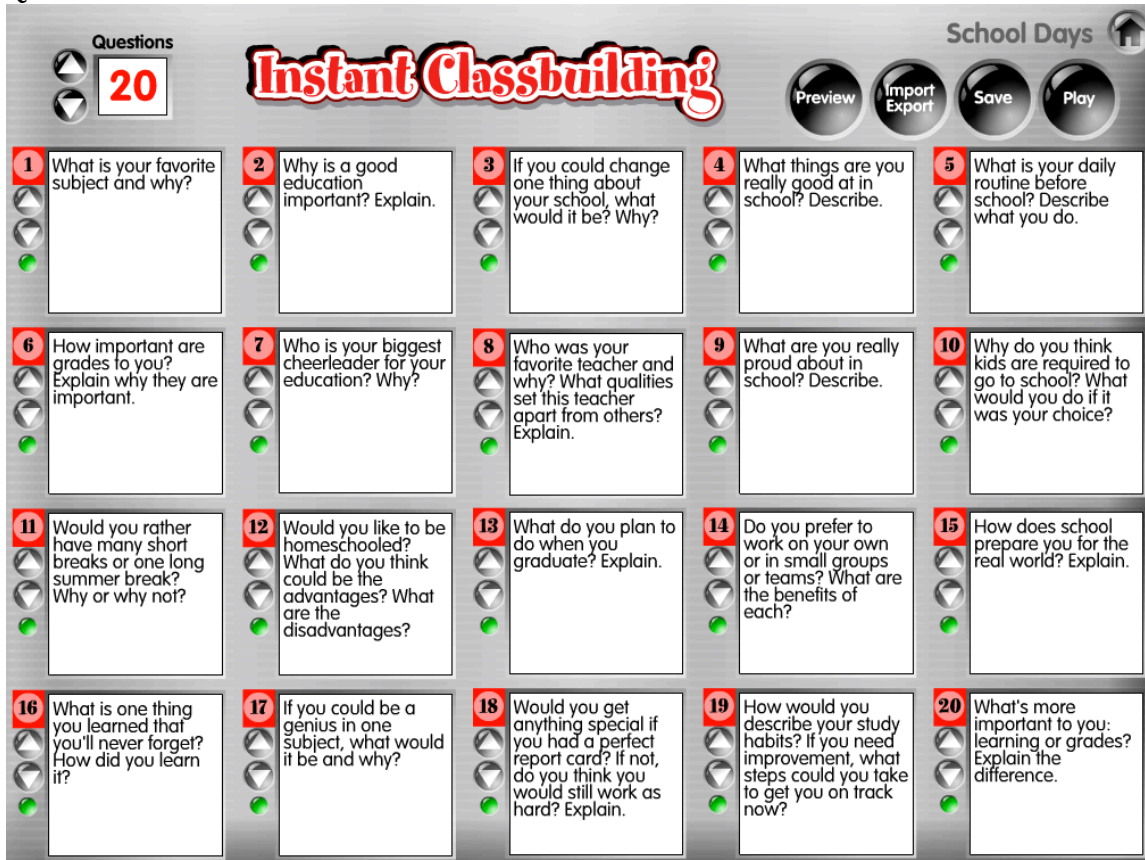 Questions
20
Instant Classbuilding
School Days
Preview
Import
Export
Save
Play
1
What is your favorite
subject and why?
2
Why is a good
education
important? Explain.
3
If you could change
one thing about
your school, what
would it be? Why?
4
What things are you
really good at in
school? Describe.
5
What is your daily
routine before
school? Describe
what you do.
6
How important are
grades to you?
Explain why they are
important.
7
Who is your biggest
cheerleader for your
education? Why?
8
Who was your
favorite teacher and
why? What qualities
set this teacher
apart from others?
Explain.
9
What are you really
proud about in
school? Describe.
10
Why do you think
kids are required to
go to school? What
would you do if it
was your choice?
11
Would you rather
have many short
breaks or one long
summer break?
Why or why not?
12
Would you like to be
homeschooled?
What do you think
could be the
advantages? What
are the
disadvantages?
13
What do you plan to
do when you
graduate? Explain.
14
Do you prefer to
work on your own
or in small groups
or teams? What are
the benefits of
each?
15
How does school
prepare you for the
real world? Explain.
16
What is one thing
you learned that
you'll never forget?
How did you learn
it?
17
If you could be a
genius in one
subject, what would
it be and why?
18
Would you get
anything special if
you had a perfect
report card? If not,
do you think you
would still work as
hard? Explain.
19
How would you
describe your study
habits? If you need
improvement, what
steps could you take
to get you on track
now?
20
What's more
important to you:
learning or grades?
Explain the
difference.